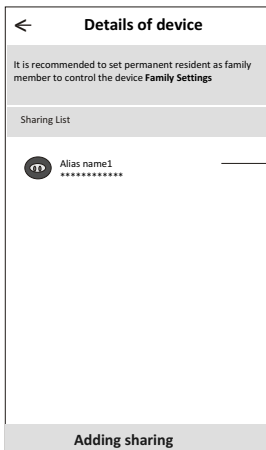 Details of device
It is recommended to set permanent resident as family
member to control the device Family Settings
Sharing List
Alias name1
************
Adding sharing